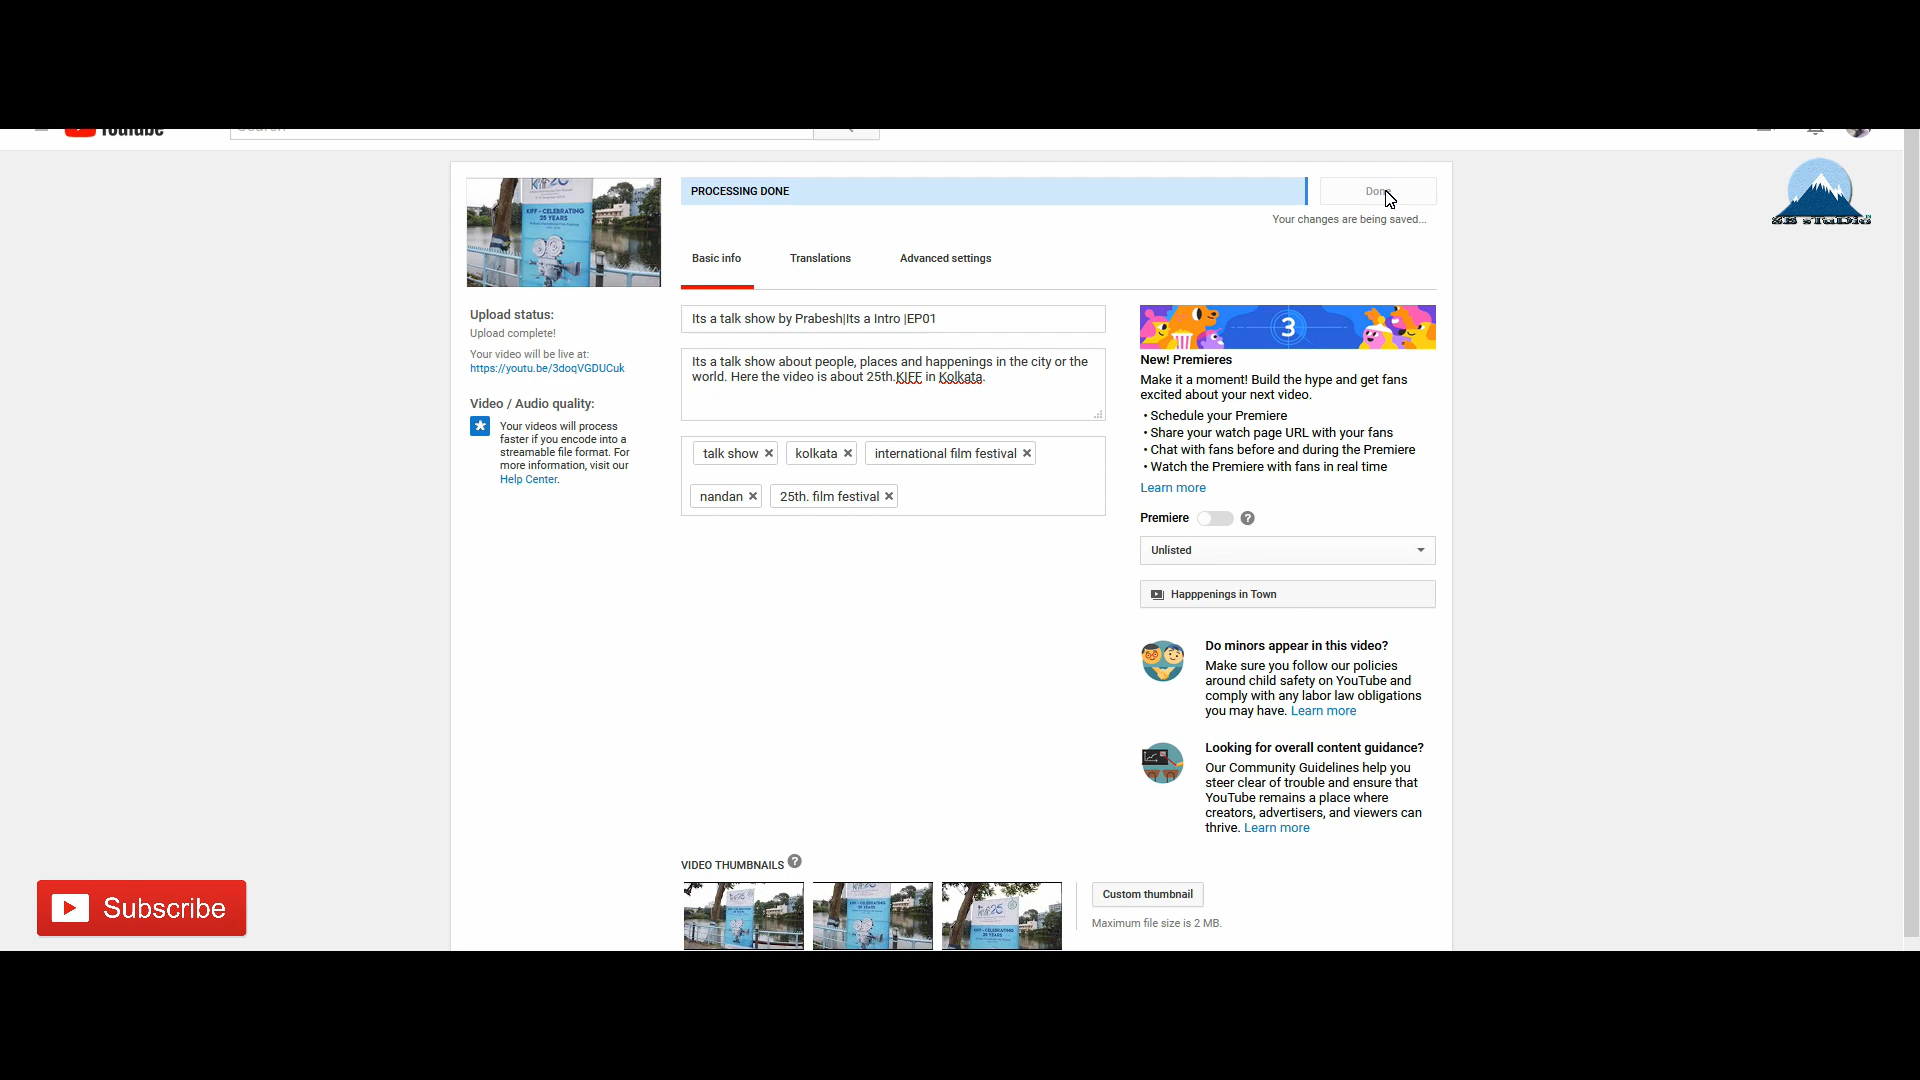 YouTube
Search
PROCESSING DONE
Done
Your changes are being saved...
KIFF - CELEBRATING
25 YEARS
SB STUDIO
Basic info
Translations
Advanced settings
Upload status:
Upload complete!
Your video will be live at:
https://youtu.be/3doqVGDUCuk
Video / Audio quality:
Your videos will process
faster if you encode into a
streamable file format. For
more information, visit our
Help Center.
Its a talk show by Prabesh|Its a Intro |EP01
Its a talk show about people, places and happenings in the city or the
world. Here the video is about 25th.KIFF in Kolkata.
talk show × kolkata × international film festival ×
nandan × 25th. film festival ×
3
New! Premieres
Make it a moment! Build the hype and get fans
excited about your next video.
• Schedule your Premiere
• Share your watch page URL with your fans
• Chat with fans before and during the Premiere
• Watch the Premiere with fans in real time
Learn more
Premiere ?
Unlisted
Happpenings in Town
Do minors appear in this video?
Make sure you follow our policies
around child safety on YouTube and
comply with any labor law obligations
you may have. Learn more
Looking for overall content guidance?
Our Community Guidelines help you
steer clear of trouble and ensure that
YouTube remains a place where
creators, advertisers, and viewers can
thrive. Learn more
VIDEO THUMBNAILS ?
Custom thumbnail
Maximum file size is 2 MB.
Subscribe